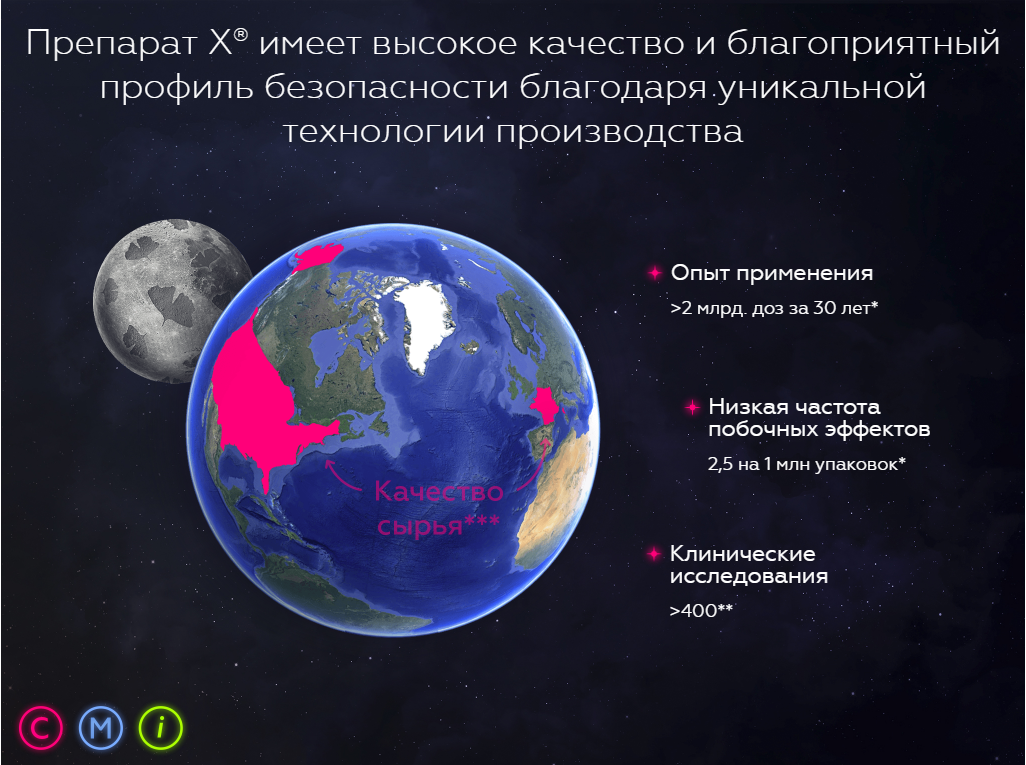 Препарат X® имеет высокое качество и благоприятный
профиль безопасности благодаря уникальной
технологии производства
Опыт применения
>2 млрд. доз за 30 лет*
Низкая частота
побочных эффектов
2,5 на 1 млн упаковок*
Качество
сырья***
Клинические
исследования
>400**
С М i